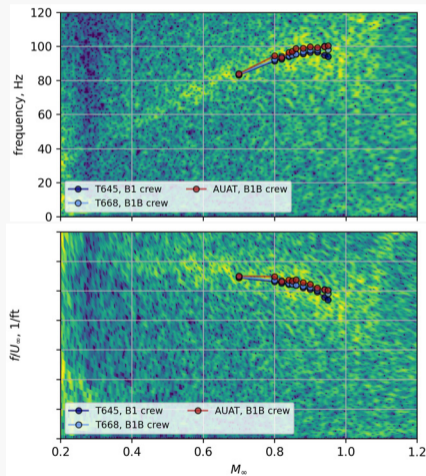 120
100
80
60
40
20
0
frequency, Hz
T645, B1 crew
AUAT, B1B crew
T668, B1B crew
f/U∞, 1/ft
T645, B1 crew
AUAT, B1B crew
T668, B1B crew
0.2 0.4 0.6 0.8 1.0 1.2
M∞